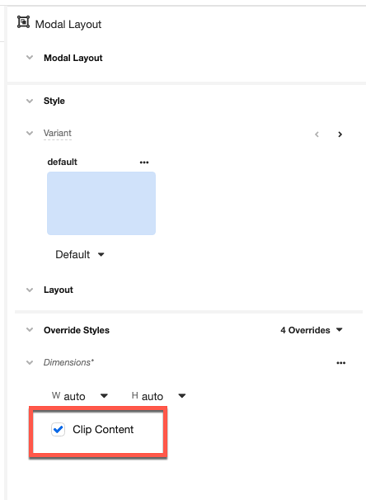 Modal Layout
Modal Layout
Style
Variant
default
Default
Layout
Override Styles 4 Overrides
Dimensions*
W auto H auto
Clip Content